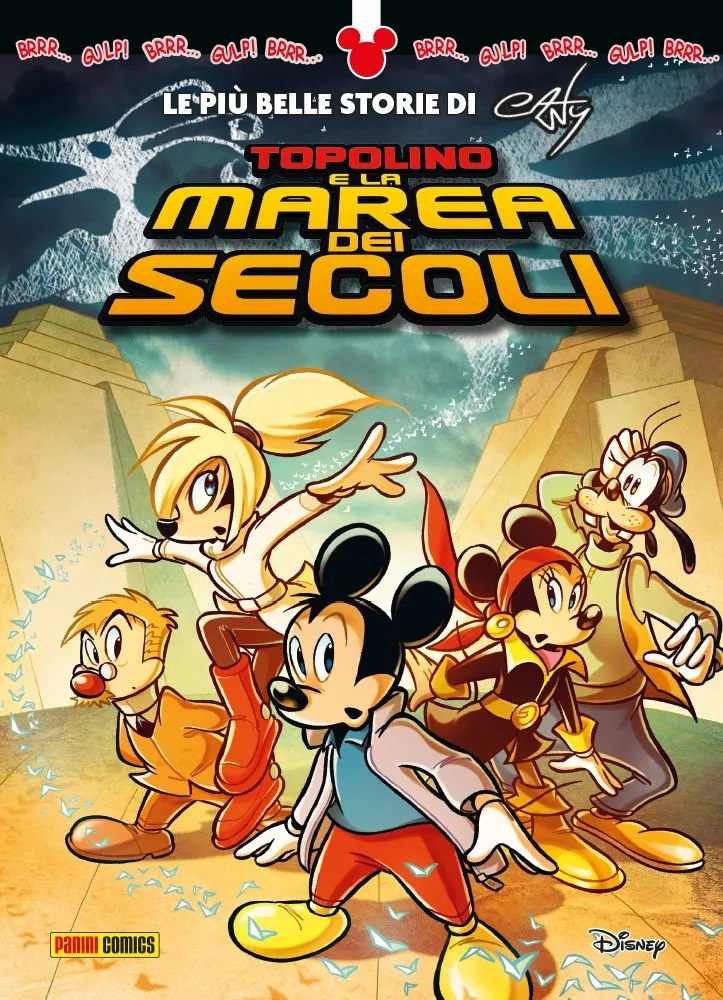 BRRR... GULP! BRRR... GULP! BRRR... BRRR... GULP! BRRR... GULP! BRRR...
LE PIÙ BELLE STORIE DI CAVY
TOPOLINO
E LA
MAREA
DEI
SECOLI
S
PANINI COMICS
DISNEY